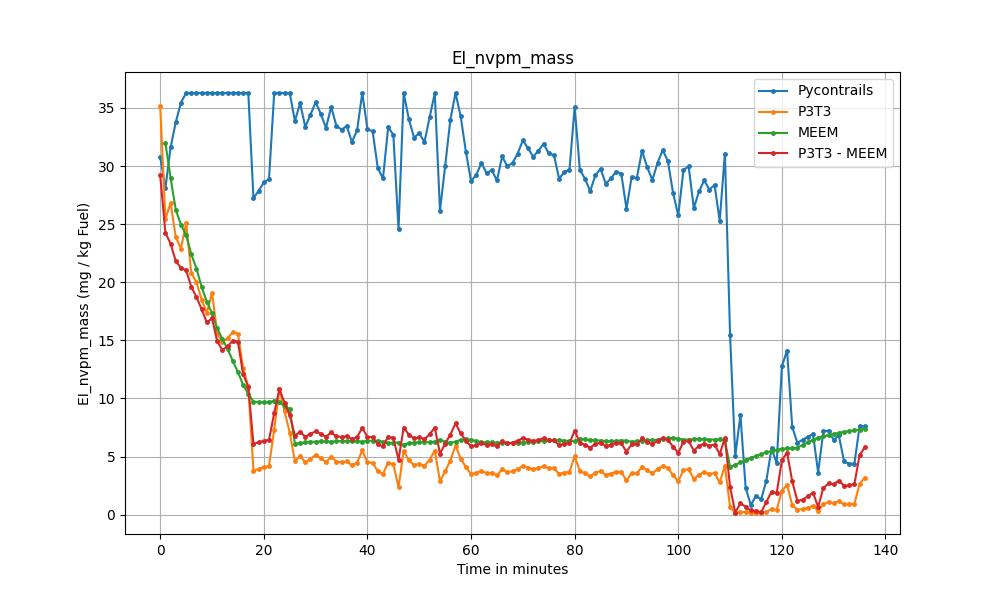 EI_nvpm_mass
EI_nvpm_mass (mg / kg Fuel)
35
30
25
20
15
10
5
0
0 20 40 60 80 100 120 140
Time in minutes
Pycontrails
P3T3
MEEM
P3T3 - MEEM